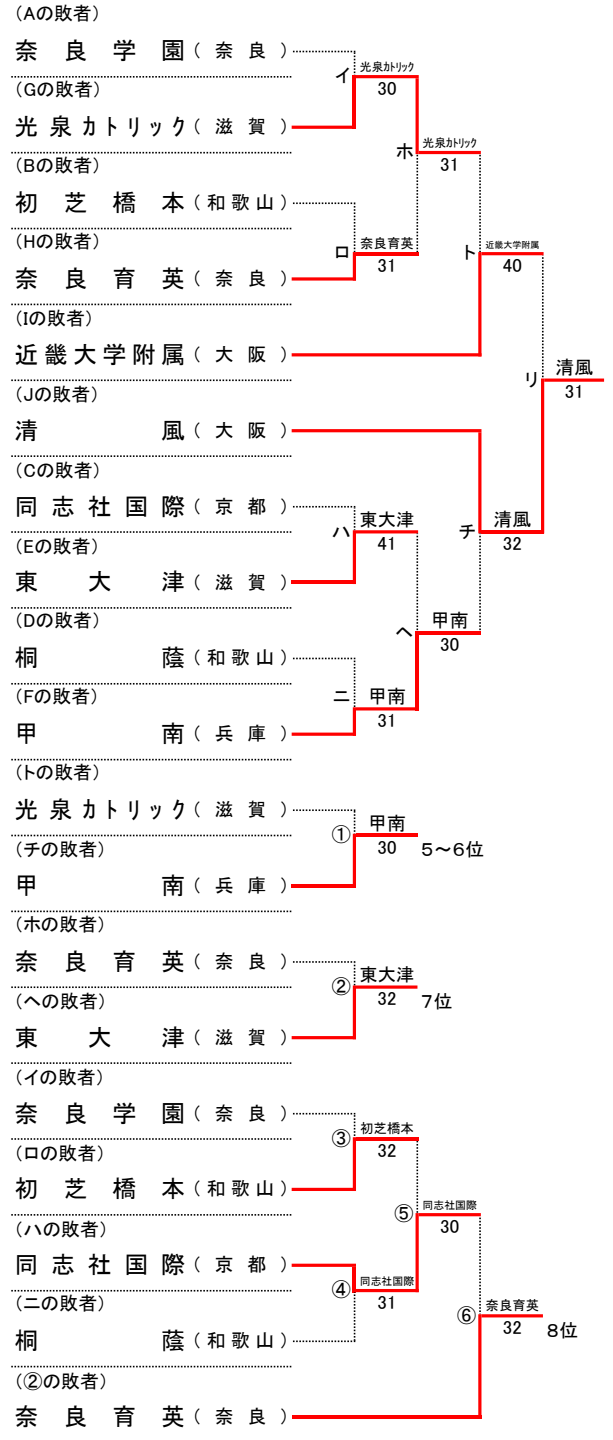 (Aの敗者)
奈良学園(奈良)
イ 光泉カトリック
(Gの敗者)
30
光泉カトリック(滋賀)
ホ 光泉カトリック
(Bの敗者)
31
初芝橋本(和歌山)
(Hの敗者)
ロ 奈良育英
ト 近畿大学附属
奈良育英(奈良)
31
40
(Iの敗者)
近畿大学附属(大阪)
リ 清風
(Jの敗者)
31
清風(大阪)
(Cの敗者)
同志社国際(京都)
ハ 東大津
チ 清風
(Eの敗者)
41
32
東大津(滋賀)
(Dの敗者)
ヘ 甲南
桐蔭(和歌山)
30
(Fの敗者)
ニ 甲南
31
甲南(兵庫)
(トの敗者)
光泉カトリック(滋賀)
① 甲南
(チの敗者)
30 5~6位
甲南(兵庫)
(ホの敗者)
奈良育英(奈良)
② 東大津
(ヘの敗者)
32 7位
東大津(滋賀)
(イの敗者)
奈良学園(奈良)
③ 初芝橋本
(ロの敗者)
32
初芝橋本(和歌山)
⑤ 同志社国際
(ハの敗者)
30
同志社国際(京都)
④ 同志社国際
(ニの敗者)
31
⑥ 奈良育英
桐蔭(和歌山)
32 8位
(②の敗者)
奈良育英(奈良)